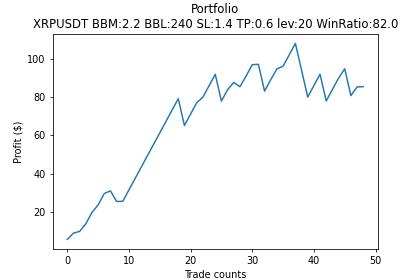 Portfolio
XRPUSDT BBM:2.2 BBL:240 SL:1.4 TP:0.6 lev:20 WinRatio:82.0
Profit ($)
100
80
60
40
20
0
10
20
30
40
50
Trade counts